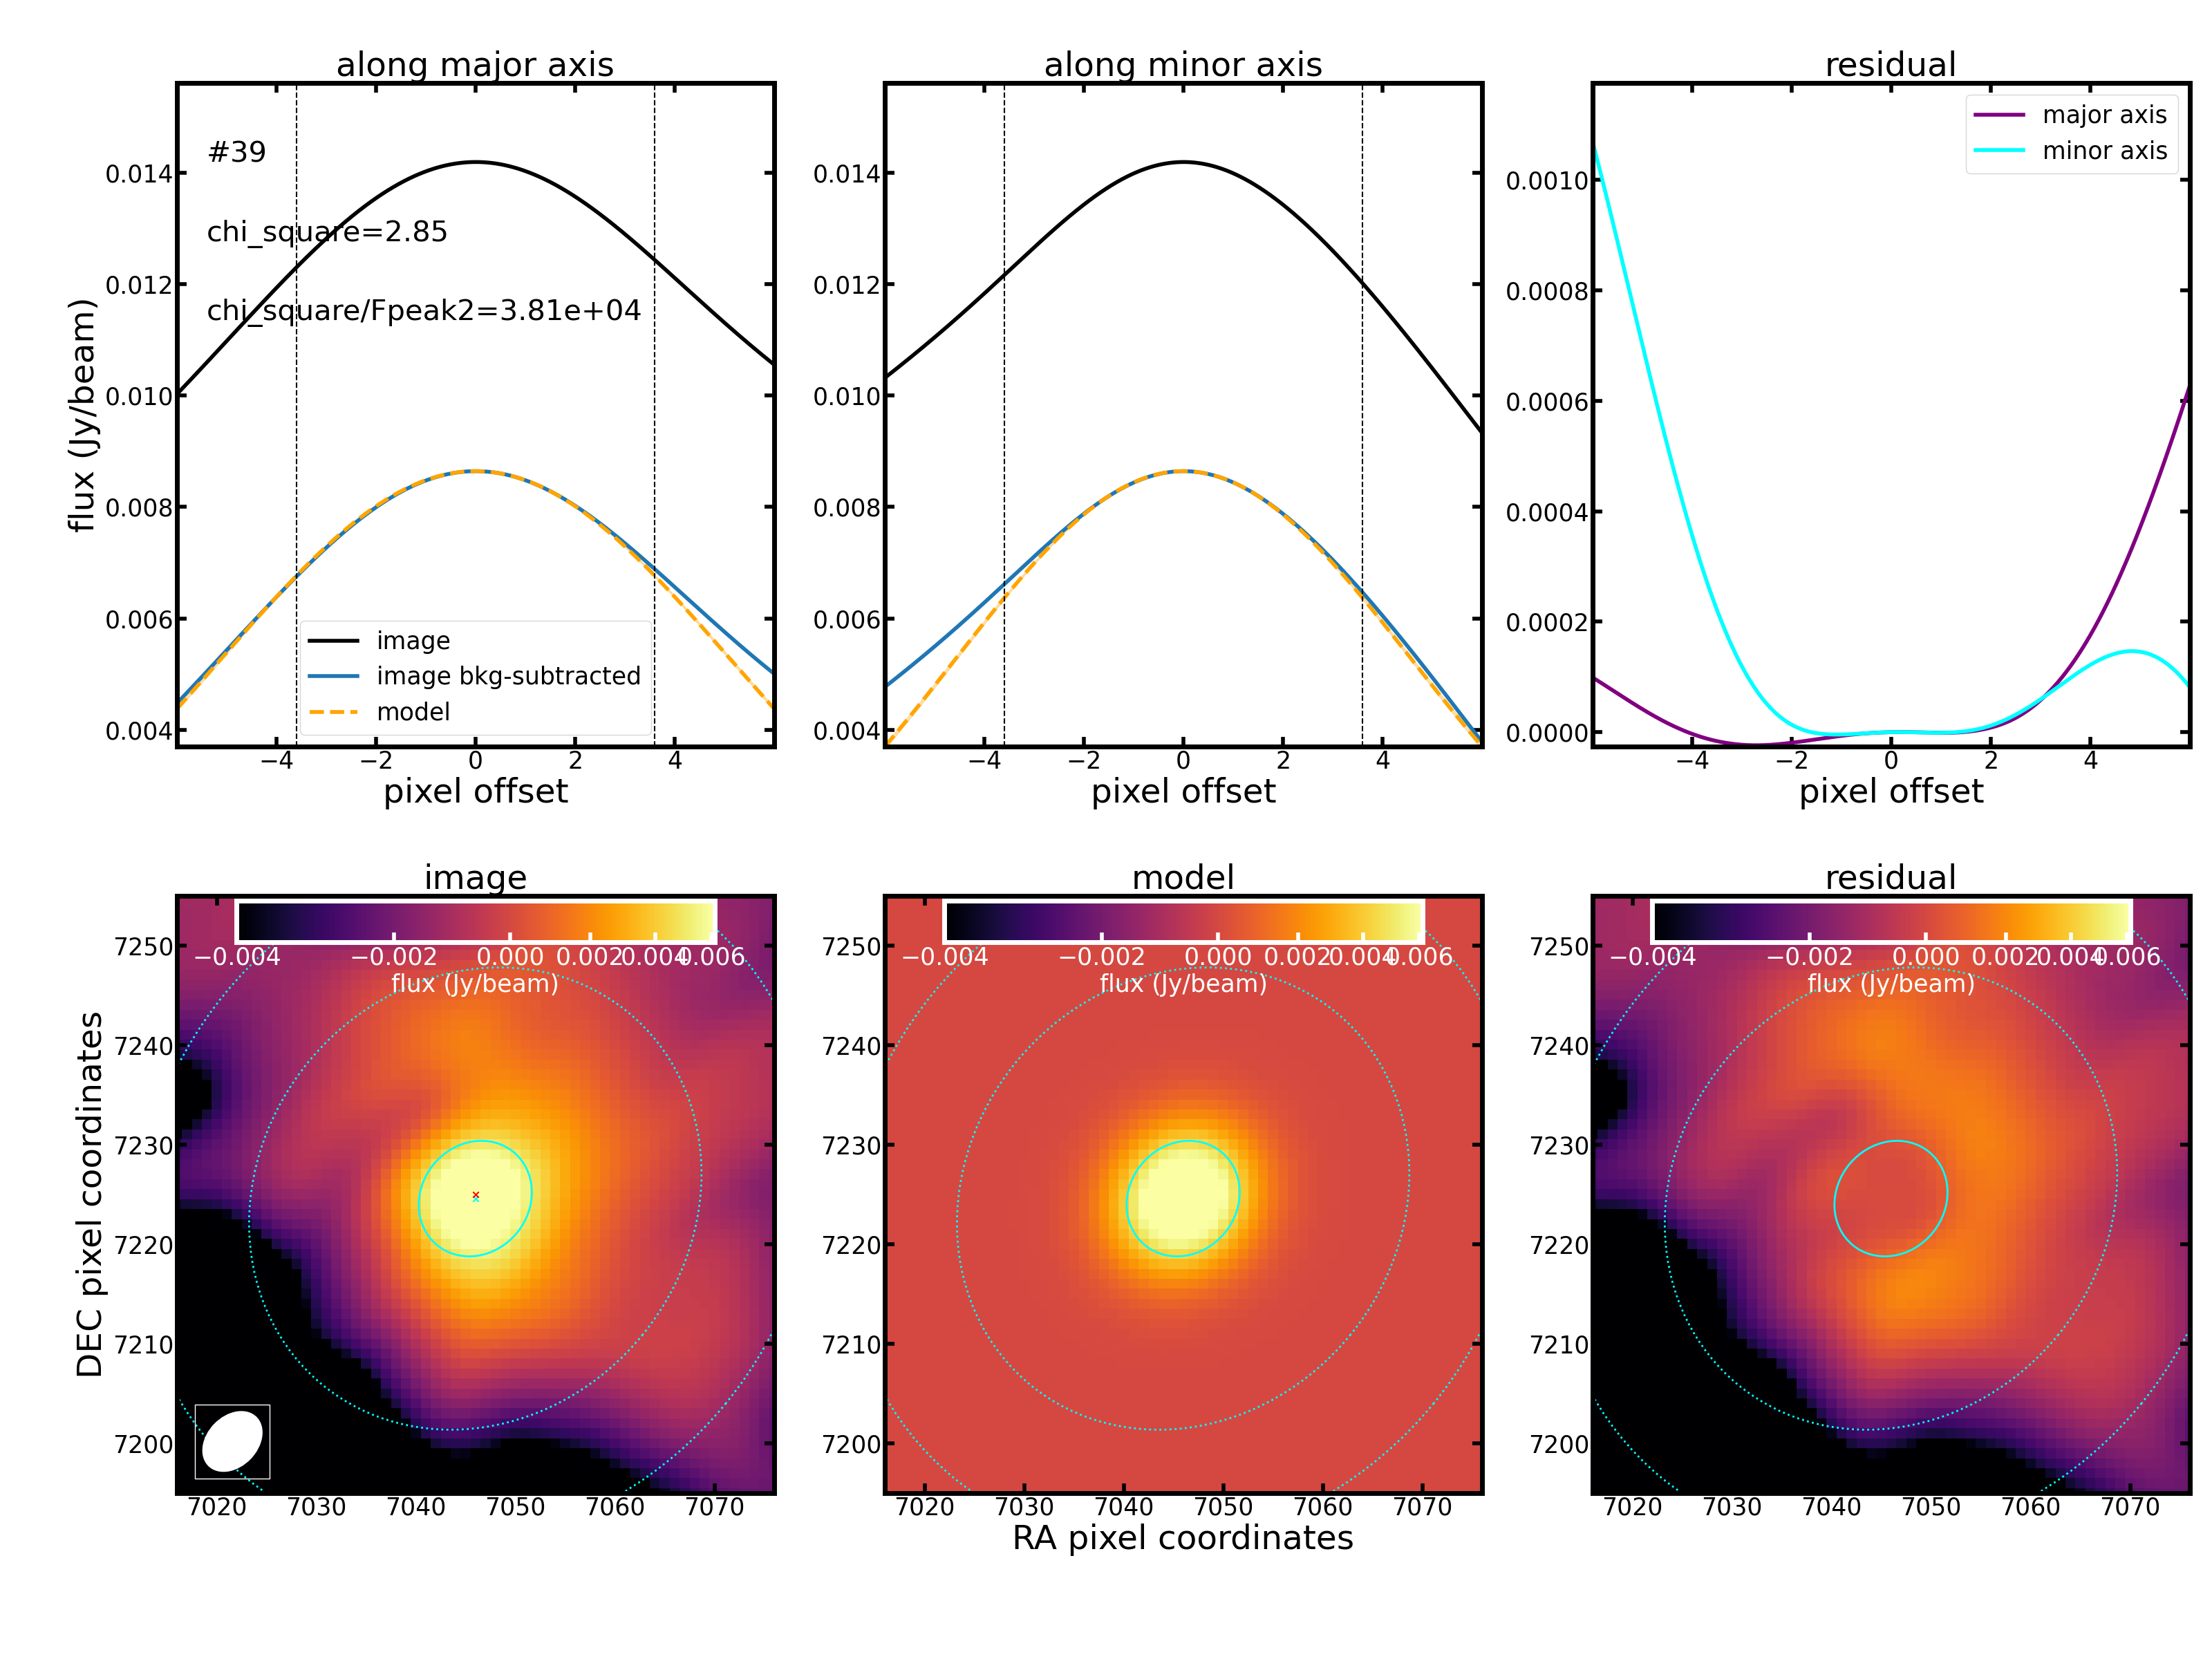 along major axis
along minor axis
residual
#39
chi_square=2.85
chi_square/Fpeak2=3.81e+04
flux (Jy/beam)
0.014
0.012
0.010
0.008
0.006
0.004
image
image bkg-subtracted
model
−4 −2 0 2 4
pixel offset
0.014
0.012
0.010
0.008
0.006
0.004
−4 −2 0 2 4
pixel offset
major axis
minor axis
0.0010
0.0008
0.0006
0.0004
0.0002
0.0000
−4 −2 0 2 4
pixel offset
image
model
residual
−0.004 −0.002 0.000 0.002 0.004 0.006
flux (Jy/beam)
−0.004 −0.002 0.000 0.002 0.004 0.006
flux (Jy/beam)
−0.004 −0.002 0.000 0.002 0.004 0.006
flux (Jy/beam)
DEC pixel coordinates
7250
7240
7230
7220
7210
7200
7020 7030 7040 7050 7060 7070
7250
7240
7230
7220
7210
7200
7020 7030 7040 7050 7060 7070
RA pixel coordinates
7250
7240
7230
7220
7210
7200
7020 7030 7040 7050 7060 7070